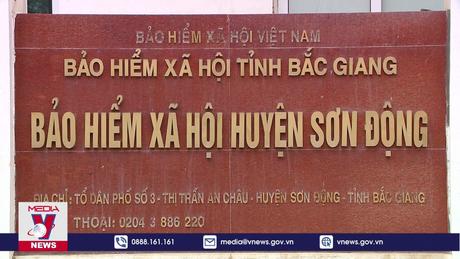 BẢO HIỂM XÃ HỘI VIỆT NAM
BẢO HIỂM XÃ HỘI TỈNH BẮC GIANG
BẢO HIỂM XÃ HỘI HUYỆN SƠN ĐỘNG
ĐỊA CHỈ: TỔ DÂN PHỐ SỐ 3 - THỊ TRẤN AN CHÂU - HUYỆN SƠN ĐỘNG - TỈNH BẮC GIANG
THOẠI: 0204 3 886 220
MEDIA
V NEWS
0888.161.161
media@vnews.gov.vn
vnews.gov.vn